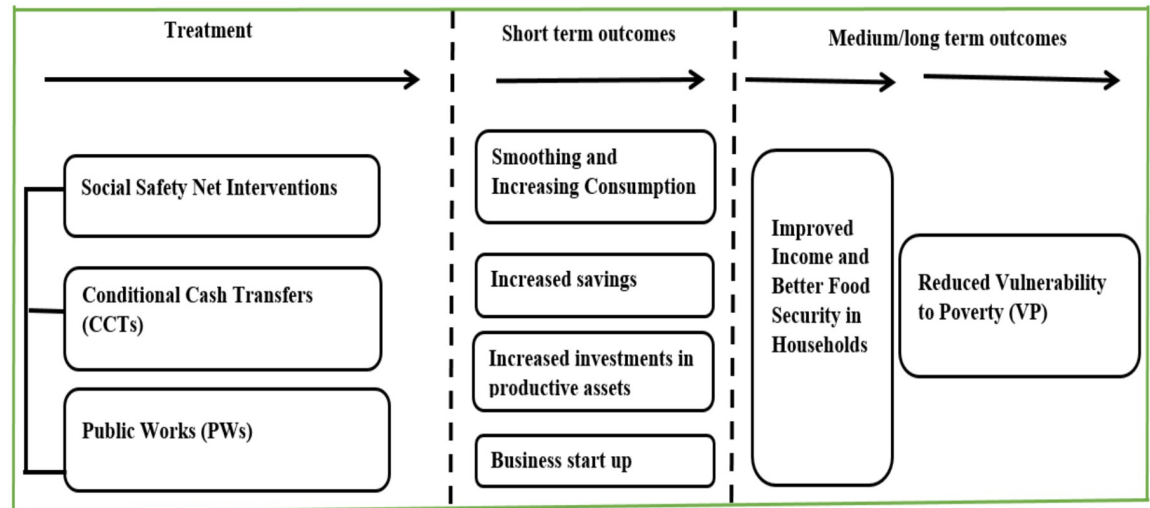 Treatment
Short term outcomes
Medium/long term outcomes
Social Safety Net Interventions
Conditional Cash Transfers
(CCTs)
Public Works (PWs)
Smoothing and
Increasing Consumption
Increased savings
Increased investments in
productive assets
Business start up
Improved
Income and
Better Food
Security in
Households
Reduced Vulnerability
to Poverty (VP)